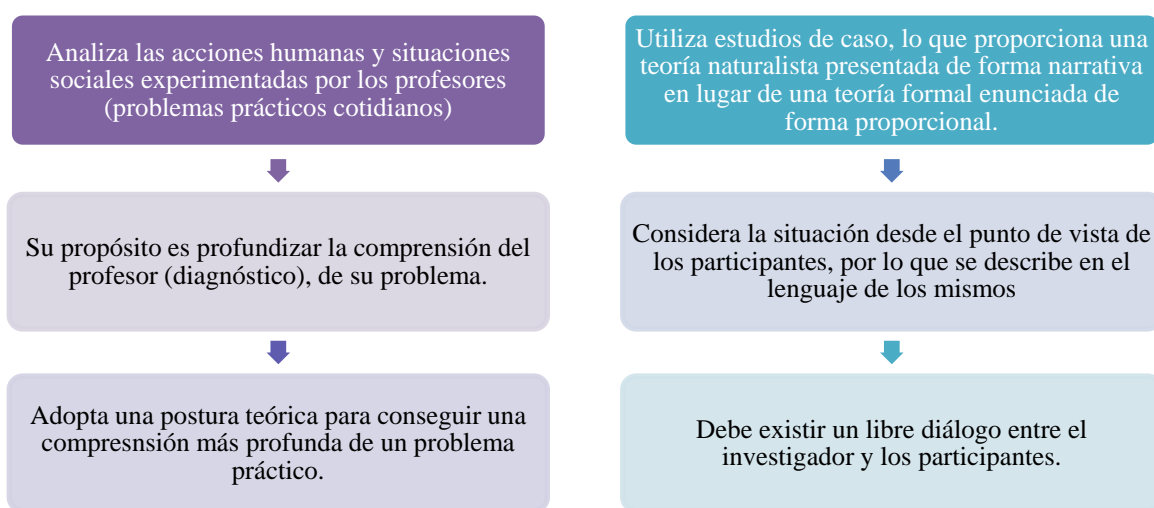 Analiza las acciones humanas y situaciones
sociales experimentadas por los profesores
(problemas prácticos cotidianos)
Su propósito es profundizar la comprensión del
profesor (diagnóstico), de su problema.
Adopta una postura teórica para conseguir una
compresnsión más profunda de un problema
práctico.
Utiliza estudios de caso, lo que proporciona una
teoría naturalista presentada de forma narrativa
en lugar de una teoría formal enunciada de
forma proporcional.
Considera la situación desde el punto de vista de
los participantes, por lo que se describe en el
lenguaje de los mismos
Debe existir un libre diálogo entre el
investigador y los participantes.